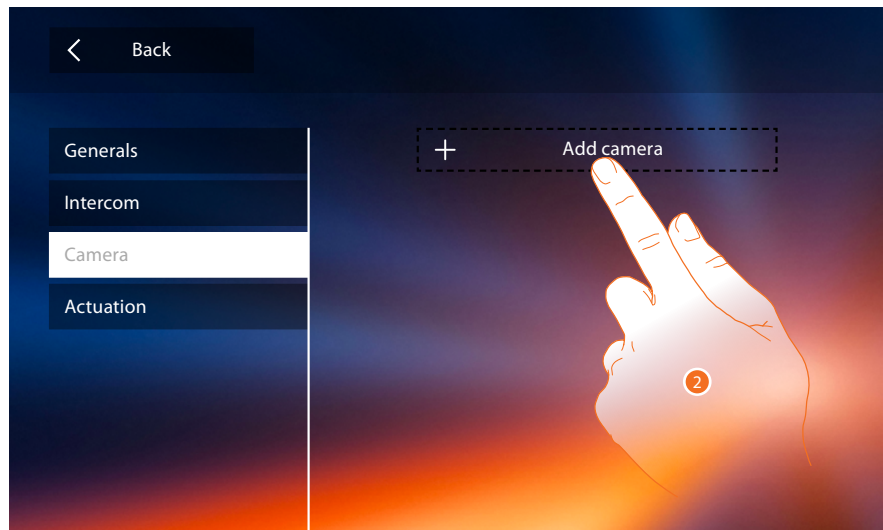 Back
Generals
Intercom
Camera
Actuation
+ Add camera
2